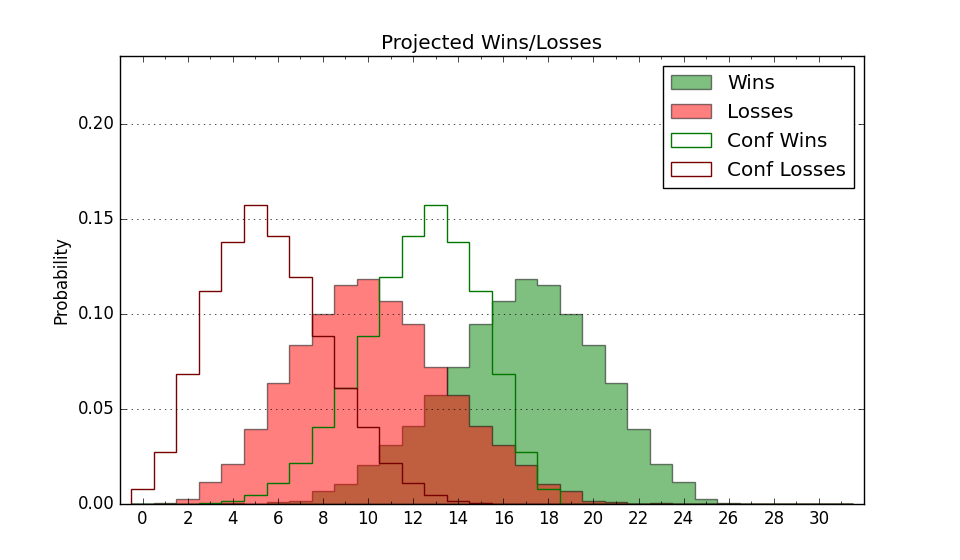 Projected Wins/Losses
Wins
Losses
Conf Wins
Conf Losses
Probability
0.20
0.15
0.10
0.05
0.00
0 2 4 6 8 10 12 14 16 18 20 22 24 26 28 30